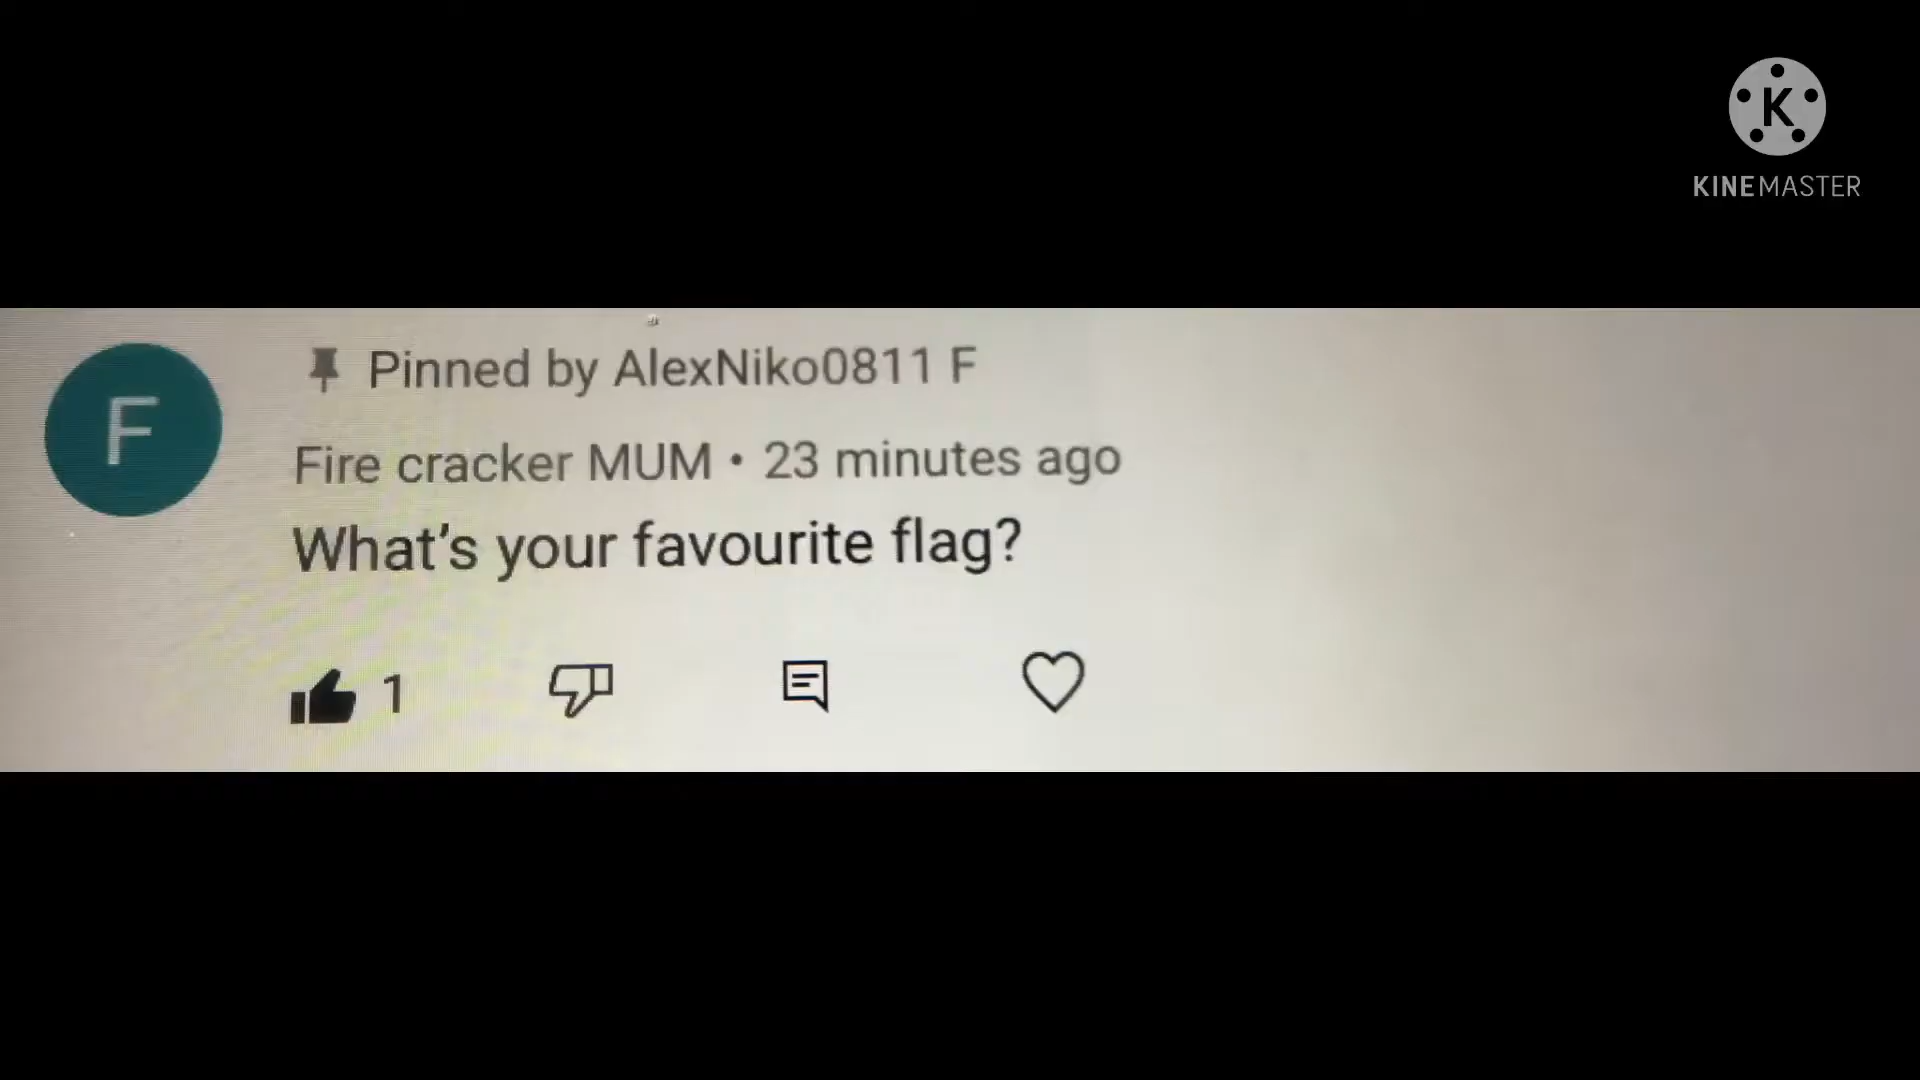 K
KINEMASTER
F
Pinned by AlexNiko0811 F
Fire cracker MUM • 23 minutes ago
What's your favourite flag?
1